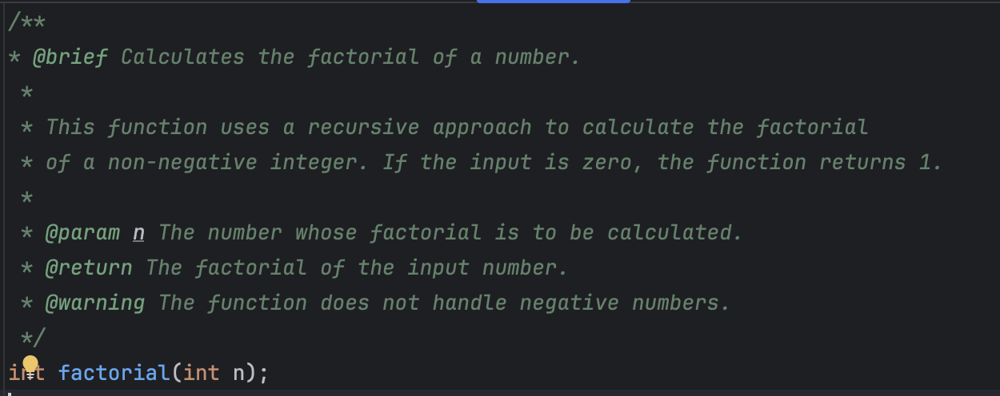 /**
* @brief Calculates the factorial of a number.
*
* This function uses a recursive approach to calculate the factorial
* of a non-negative integer. If the input is zero, the function returns 1.
*
* @param n The number whose factorial is to be calculated.
* @return The factorial of the input number.
* @warning The function does not handle negative numbers.
*/
int factorial(int n);